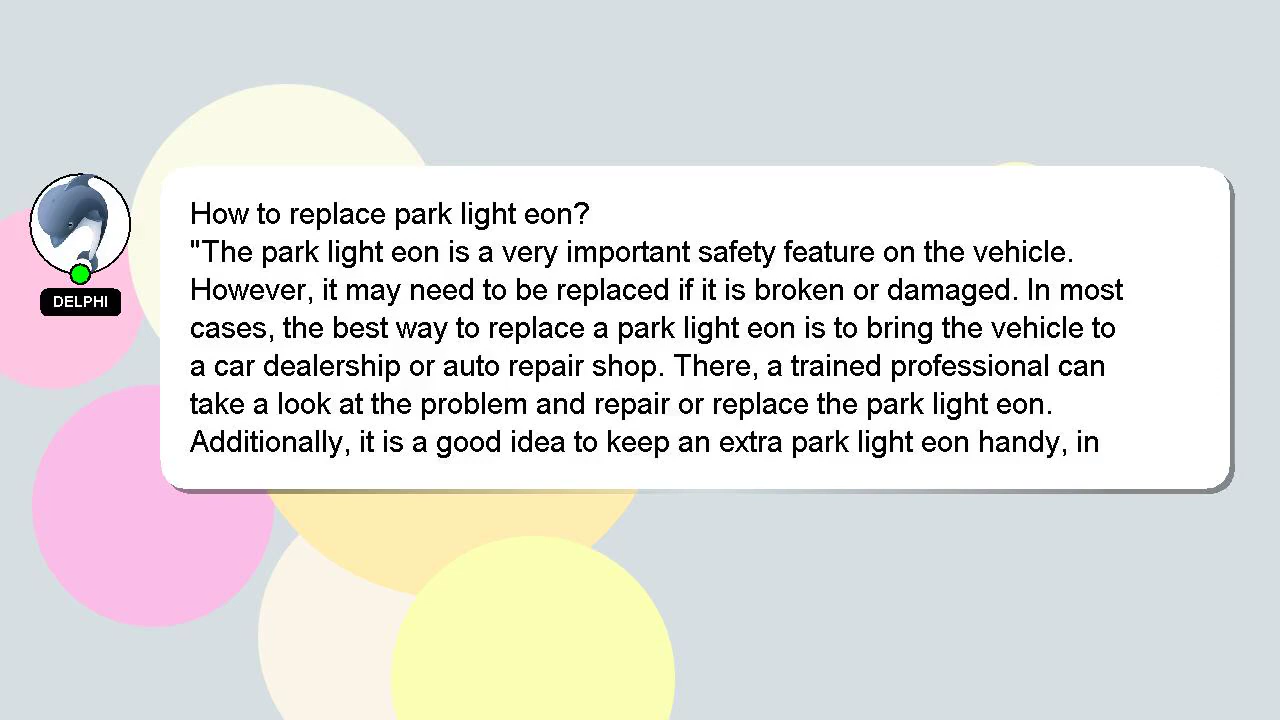 How to replace park light eon?
"The park light eon is a very important safety feature on the vehicle.
However, it may need to be replaced if it is broken or damaged. In most
cases, the best way to replace a park light eon is to bring the vehicle to
a car dealership or auto repair shop. There, a trained professional can
take a look at the problem and repair or replace the park light eon.
Additionally, it is a good idea to keep an extra park light eon handy, in
DELPHI